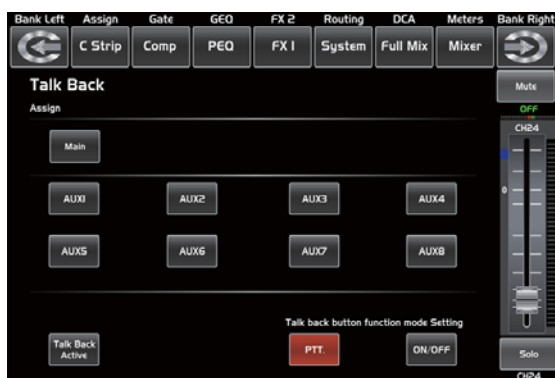 Bank Left Assign Gate GEQ FX 2 Routing DCA Meters Bank Right
C Strip Comp PEQ FX 1 System Full Mix Mixer
Talk Back
Mute
Assign
OFF
CH24
Main
0
AUX1 AUX2 AUX3 AUX4
AUX5 AUX6 AUX7 AUX8
Talk back button function mode Setting
Talk Back
Active
PTT. ON/OFF
Solo
CH24